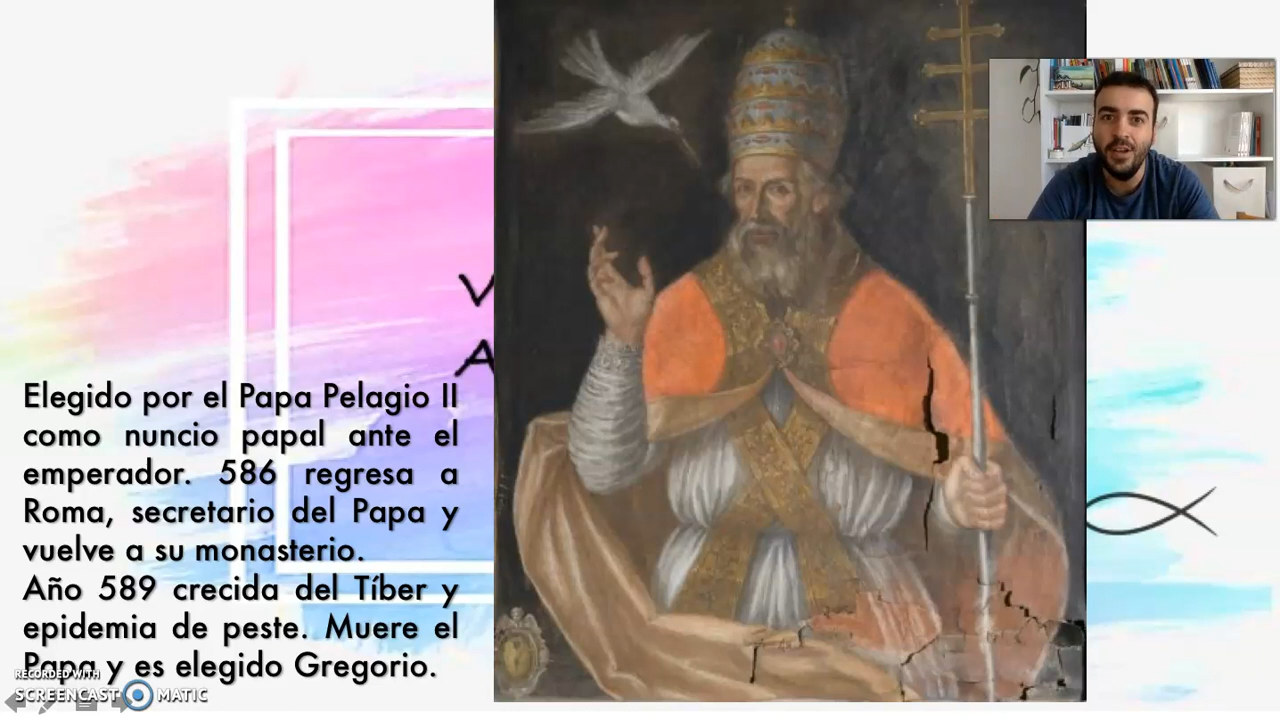 V
A
Elegido por el Papa Pelagio II
como nuncio papal ante el
emperador. 586 regresa a
Roma, secretario del Papa y
vuelve a su monasterio.
Año 589 crecida del Tíber y
epidemia de peste. Muere el
Papa y es elegido Gregorio.
RECORDED WITH
SCREENCAST MATIC